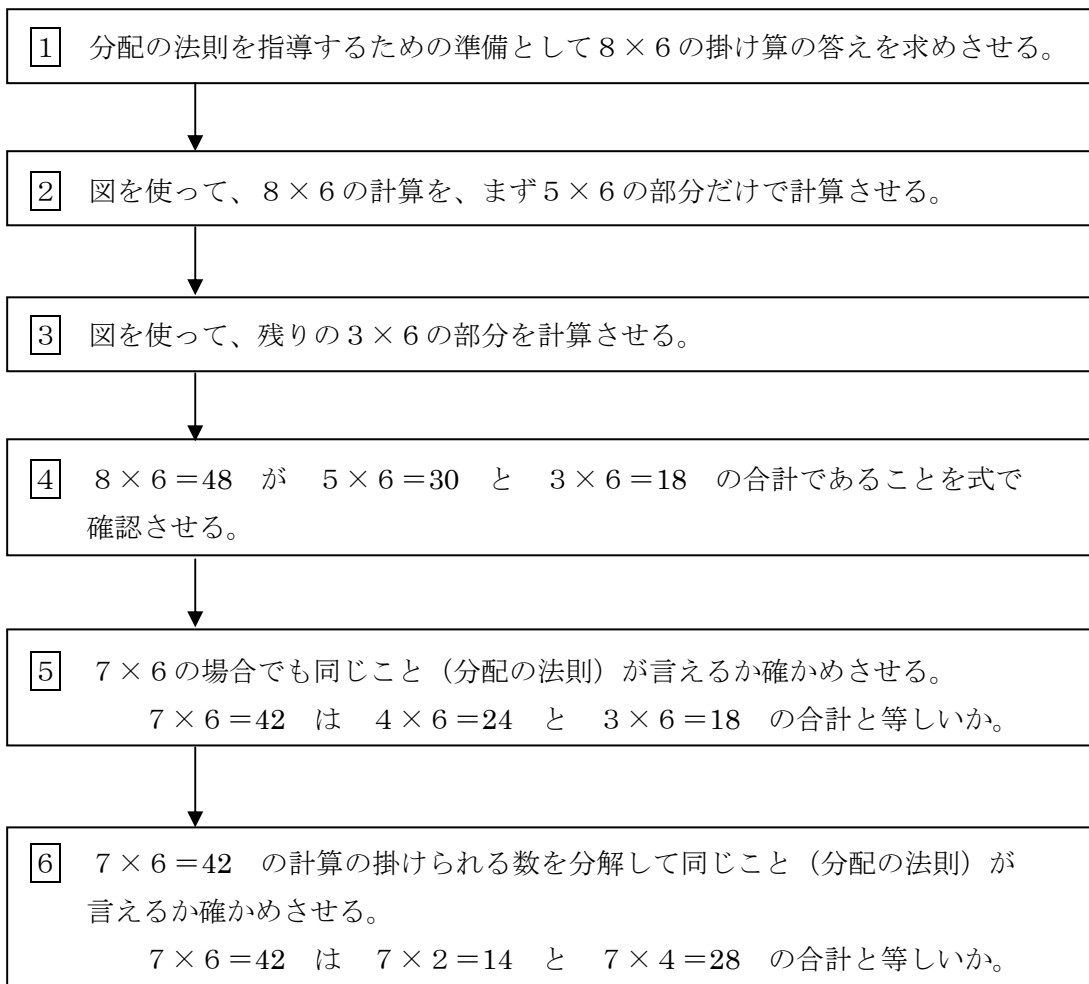 1 分配の法則を指導するための準備として８×６の掛け算の答えを求めさせる。
2 図を使って、８×６の計算を、まず５×６の部分だけで計算させる。
3 図を使って、残りの３×６の部分を計算させる。
4 ８×６＝48 が ５×６＝30 と ３×６＝18 の合計であることを式で
確認させる。
5 ７×６の場合でも同じこと（分配の法則）が言えるか確かめさせる。
７×６＝42 は ４×６＝24 と ３×６＝18 の合計と等しいか。
6 ７×６＝42 の計算の掛けられる数を分解して同じこと（分配の法則）が
言えるか確かめさせる。
７×６＝42 は ７×２＝14 と ７×４＝28 の合計と等しいか。